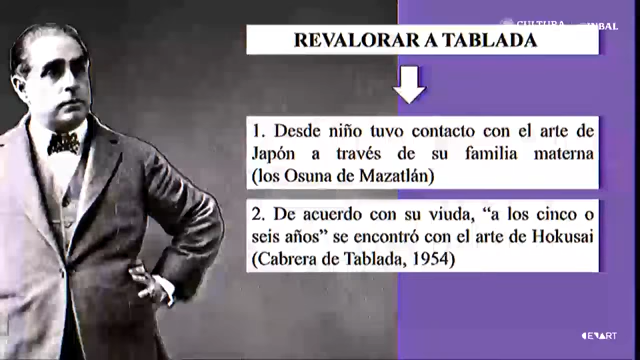 CULTURA
INBAL
REVALORAR A TABLADA
1. Desde niño tuvo contacto con el arte de
Japón a través de su familia materna
(los Osuna de Mazatlán)
2. De acuerdo con su viuda, “a los cinco o
seis años” se encontró con el arte de Hokusai
(Cabrera de Tablada, 1954)